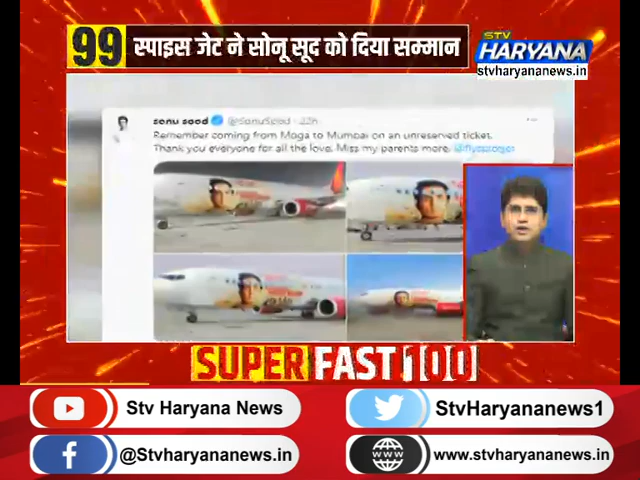 99 स्पाइस जेट ने सोनू सूद को दिया सम्मान
STV
HARYANA
stvharyananews.in
sonu sood @SonuSood 22h
Remember coming from Moga to Mumbai on an unreserved ticket.
Thank you everyone for all the love. Miss my parents more.
SUPER FAST 100
Stv Haryana News
StvHaryananews1
@Stvharyananews.in
www.stvharyananews.in